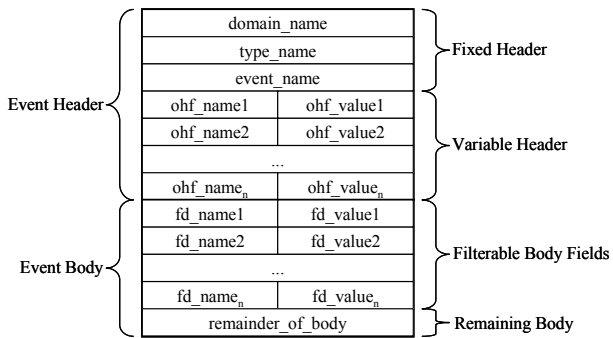 domain_name
type_name
Fixed Header
event_name
Event Header
ohf_name1 ohf_value1
ohf_name2 ohf_value2
Variable Header
...
ohf_nameₙ ohf_valueₙ
fd_name1 fd_value1
fd_name2 fd_value2
Filterable Body Fields
Event Body
...
fd_nameₙ fd_valueₙ
remainder_of_body
Remaining Body